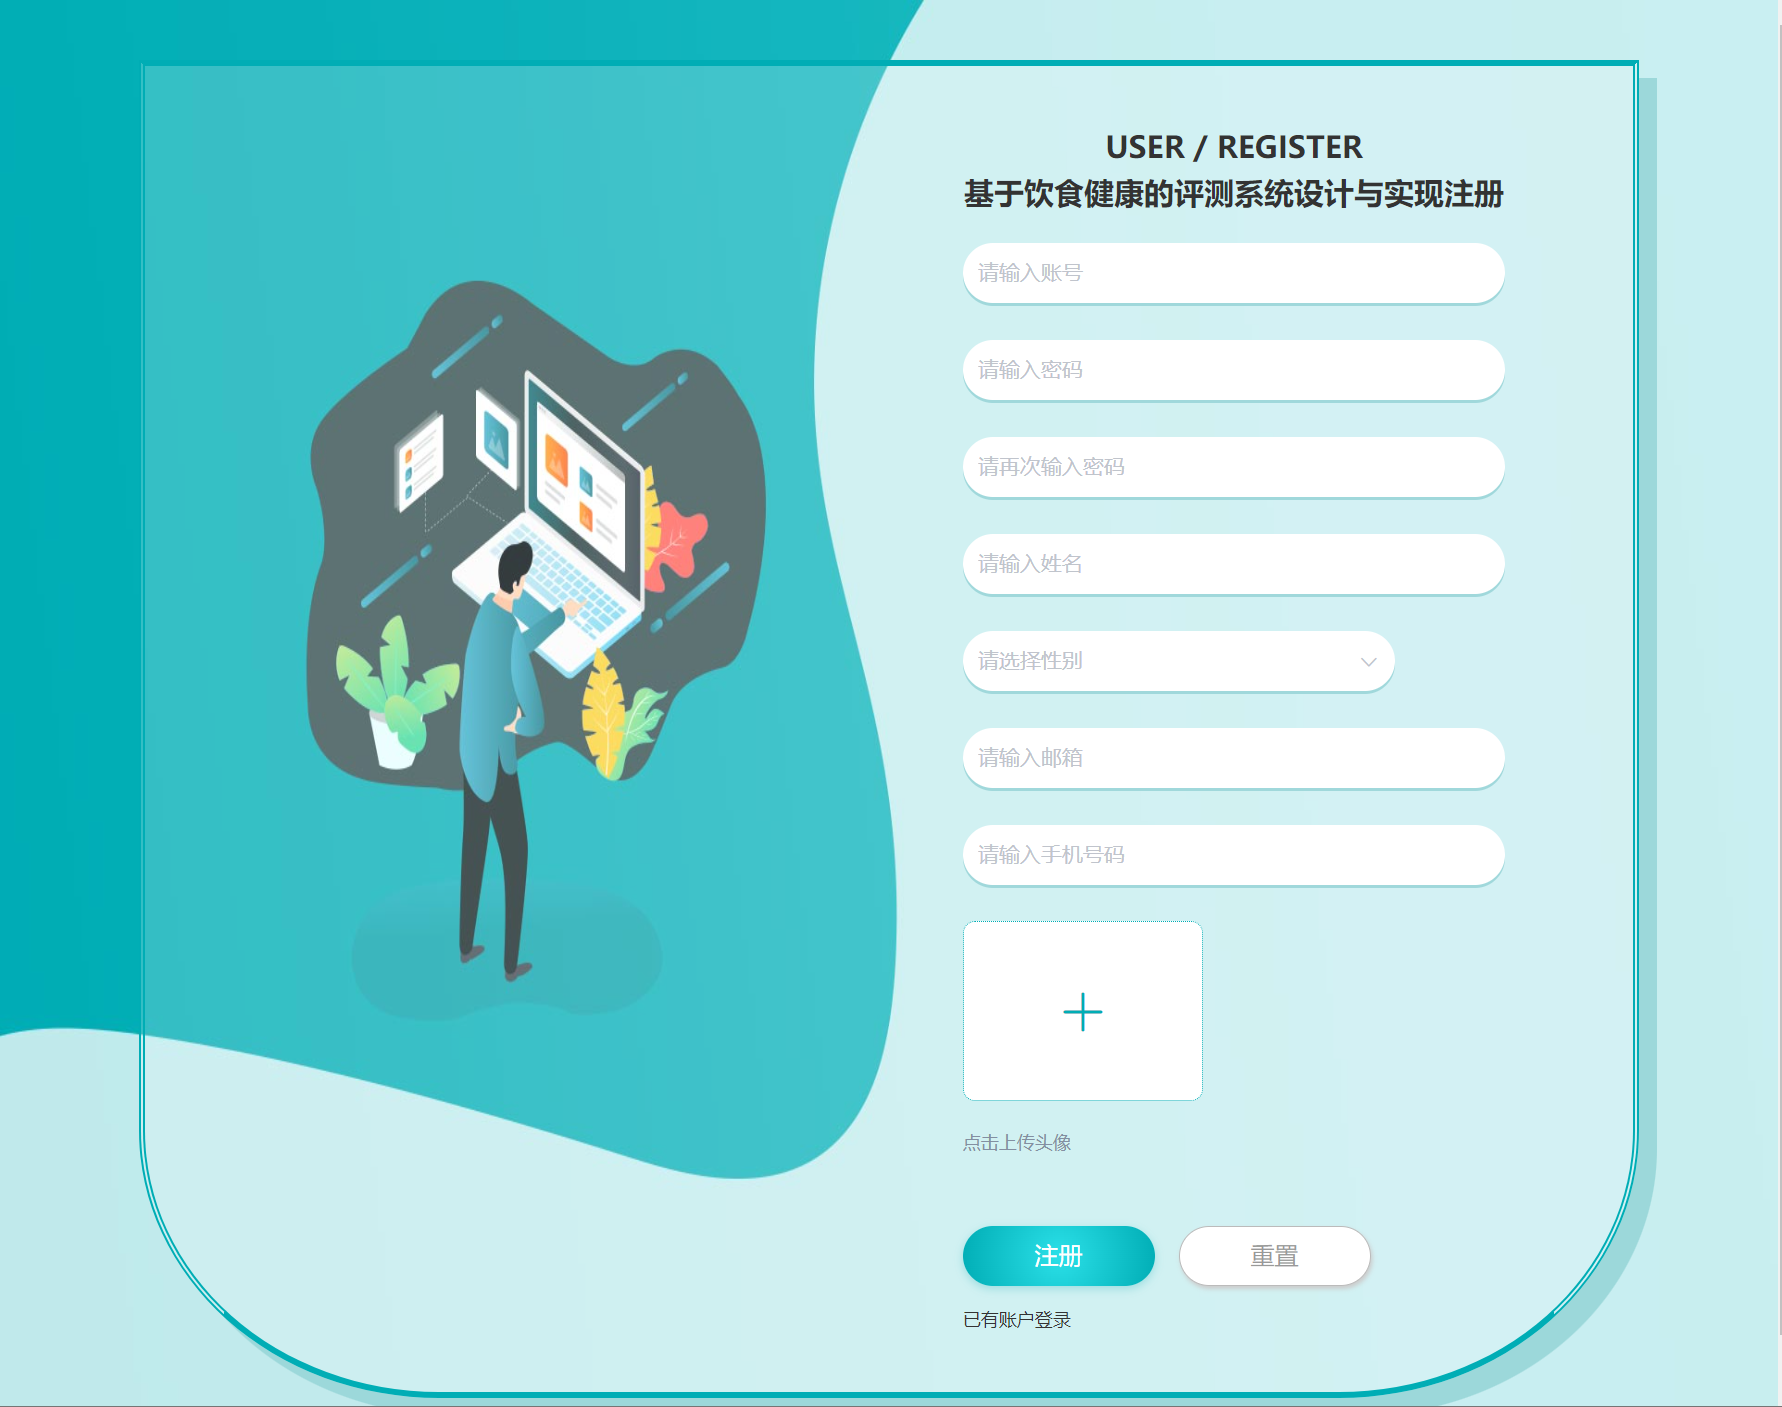 USER / REGISTER
基于饮食健康的评测系统设计与实现注册
请输入账号
请输入密码
请再次输入密码
请输入姓名
请选择性别
请输入邮箱
请输入手机号码
点击上传头像
注册
重置
已有账户登录